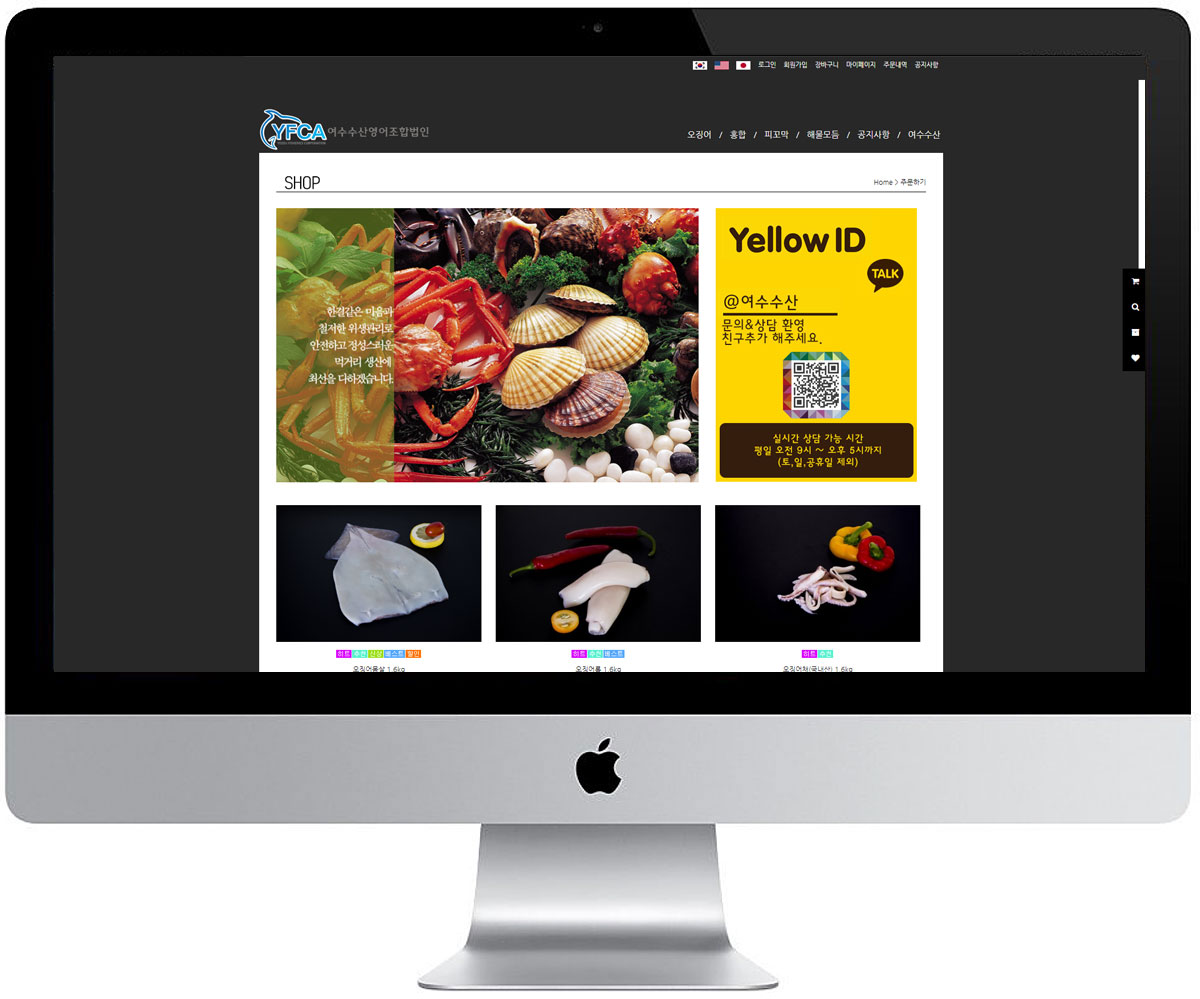 로그인 회원가입 장바구니 마이페이지 주문내역 공지사항
YFCA 여수수산영어조합법인
오징어 / 홍합 / 피꼬막 / 해물모듬 / 공지사항 / 여수수산
SHOP
Home > 주문하기
한결같은 마음과
철저한 위생관리로
안전하고 정성스러운
먹거리 생산에
최선을 다하겠습니다.
Yellow ID
TALK
@여수수산
문의&상담 환영
친구추가 해주세요.
실시간 상담 가능 시간
평일 오전 9시 ~ 오후 5시까지
(토,일,공휴일 제외)
히트 추천 신상 베스트 할인
오징어몸살 1.6kg
히트 추천 베스트
오징어롤 1.6kg
히트 추천
오징어채(국내산) 1.6kg